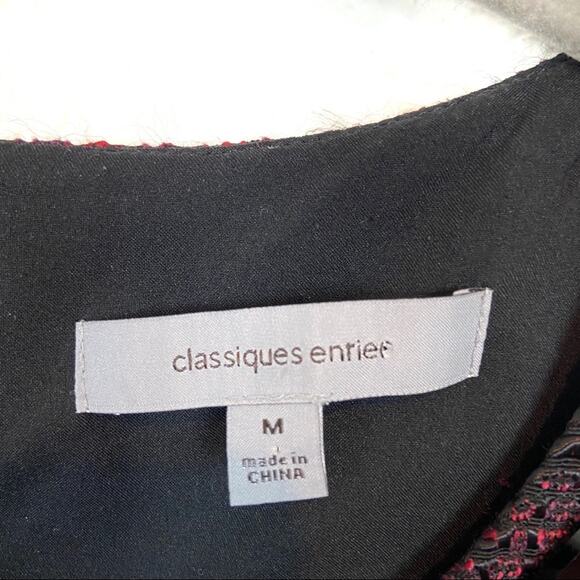 classiques entier
M
made in
CHINA